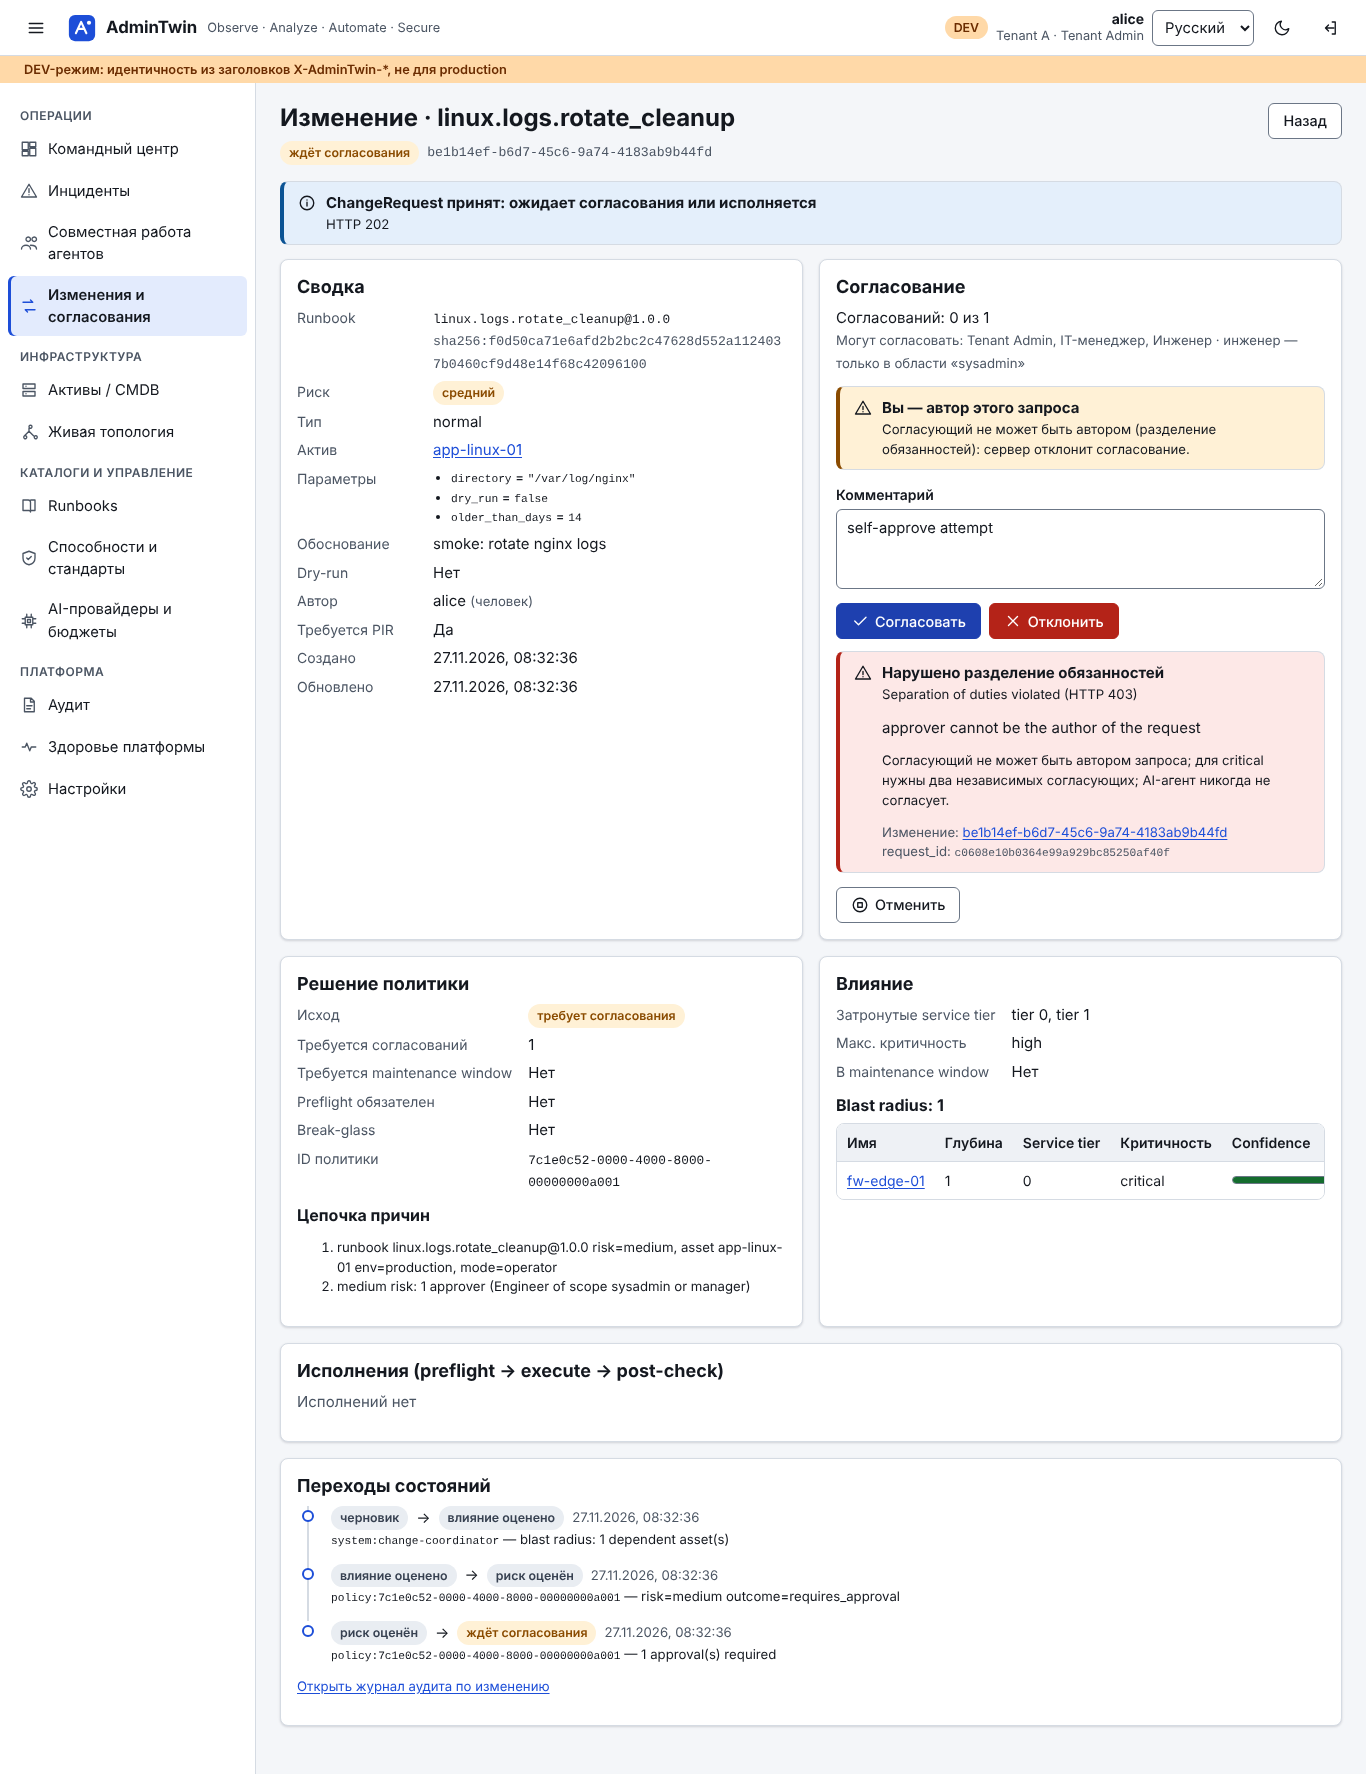 AdminTwin
Observe · Analyze · Automate · Secure
DEV
alice
Tenant A · Tenant Admin
Русский
DEV-режим: идентичность из заголовков X-AdminTwin-*, не для production
ОПЕРАЦИИ
Командный центр
Инциденты
Совместная работа
агентов
Изменения и
согласования
ИНФРАСТРУКТУРА
Активы / CMDB
Живая топология
КАТАЛОГИ И УПРАВЛЕНИЕ
Runbooks
Способности и
стандарты
AI-провайдеры и
бюджеты
ПЛАТФОРМА
Аудит
Здоровье платформы
Настройки
Изменение · linux.logs.rotate_cleanup
Назад
ждёт согласования be1b14ef-b6d7-45c6-9a74-4183ab9b44fd
ChangeRequest принят: ожидает согласования или исполняется
HTTP 202
Сводка
Runbook linux.logs.rotate_cleanup@1.0.0
sha256:f0d50ca71e6afd2b2bc2c47628d552a112403
7b0460cf9d48e14f68c42096100
Риск средний
Тип normal
Актив app-linux-01
Параметры
• directory = "/var/log/nginx"
• dry_run = false
• older_than_days = 14
Обоснование smoke: rotate nginx logs
Dry-run Нет
Автор alice (человек)
Требуется PIR Да
Создано 27.11.2026, 08:32:36
Обновлено 27.11.2026, 08:32:36
Согласование
Согласований: 0 из 1
Могут согласовать: Tenant Admin, IT-менеджер, Инженер · инженер —
только в области «sysadmin»
Вы — автор этого запроса
Согласующий не может быть автором (разделение
обязанностей): сервер отклонит согласование.
Комментарий
self-approve attempt
Согласовать
Отклонить
Нарушено разделение обязанностей
Separation of duties violated (HTTP 403)
approver cannot be the author of the request
Согласующий не может быть автором запроса; для critical
нужны два независимых согласующих; AI-агент никогда не
согласует.
Изменение: be1b14ef-b6d7-45c6-9a74-4183ab9b44fd
request_id: c0608e10b0364e99a929bc85250af40f
Отменить
Решение политики
Исход требует согласования
Требуется согласований 1
Требуется maintenance window Нет
Preflight обязателен Нет
Break-glass Нет
ID политики 7c1e0c52-0000-4000-8000-
00000000a001
Цепочка причин
1. runbook linux.logs.rotate_cleanup@1.0.0 risk=medium, asset app-linux-
01 env=production, mode=operator
2. medium risk: 1 approver (Engineer of scope sysadmin or manager)
Влияние
Затронутые service tier tier 0, tier 1
Макс. критичность high
В maintenance window Нет
Blast radius: 1
Имя Глубина Service tier Критичность Confidence
fw-edge-01 1 0 critical
Исполнения (preflight → execute → post-check)
Исполнений нет
Переходы состояний
черновик → влияние оценено 27.11.2026, 08:32:36
system:change-coordinator — blast radius: 1 dependent asset(s)
влияние оценено → риск оценён 27.11.2026, 08:32:36
policy:7c1e0c52-0000-4000-8000-00000000a001 — risk=medium outcome=requires_approval
риск оценён → ждёт согласования 27.11.2026, 08:32:36
policy:7c1e0c52-0000-4000-8000-00000000a001 — 1 approval(s) required
Открыть журнал аудита по изменению